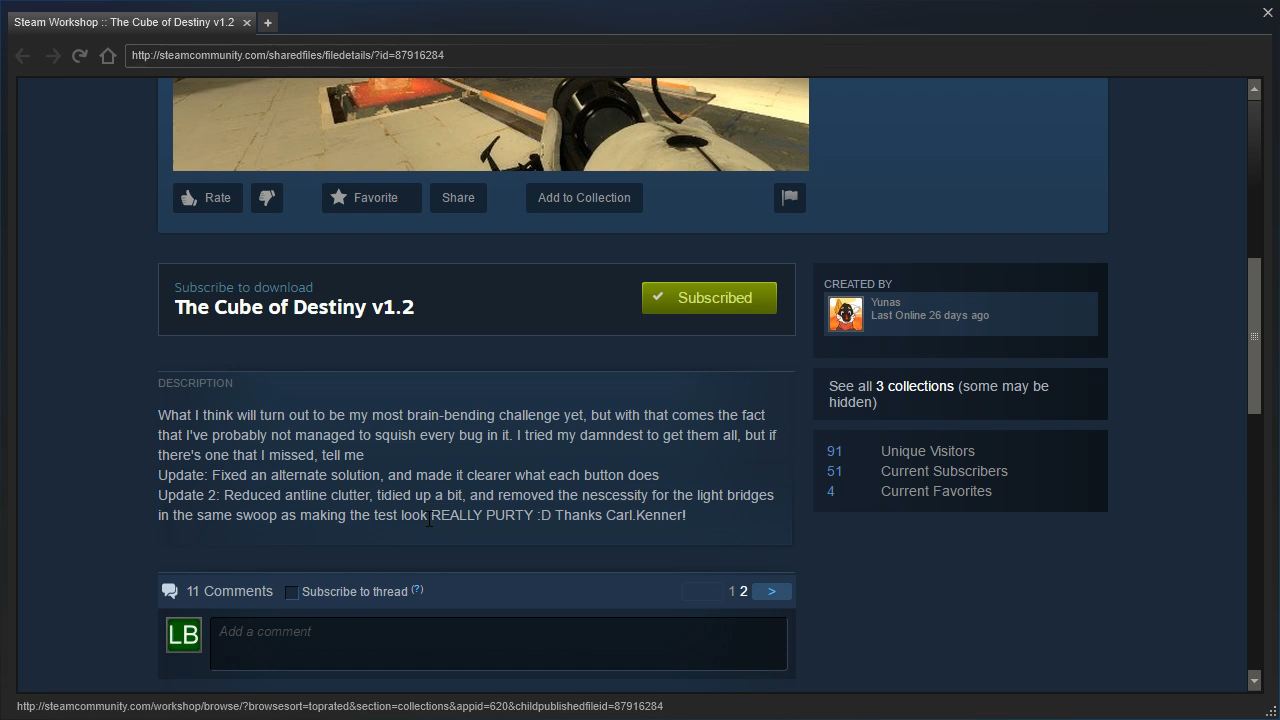 Steam Workshop :: The Cube of Destiny v1.2
http://steamcommunity.com/sharedfiles/filedetails/?id=87916284
Rate
Favorite
Share
Add to Collection
Subscribe to download
The Cube of Destiny v1.2
Subscribed
CREATED BY
Yunas
Last Online 26 days ago
See all 3 collections (some may be
hidden)
91 Unique Visitors
51 Current Subscribers
4 Current Favorites
DESCRIPTION
What I think will turn out to be my most brain-bending challenge yet, but with that comes the fact
that I've probably not managed to squish every bug in it. I tried my damndest to get them all, but if
there's one that I missed, tell me
Update: Fixed an alternate solution, and made it clearer what each button does
Update 2: Reduced antline clutter, tidied up a bit, and removed the nescessity for the light bridges
in the same swoop as making the test look REALLY PURTY :D Thanks Carl.Kenner!
11 Comments
Subscribe to thread (?)
1 2 >
LB
Add a comment
http://steamcommunity.com/workshop/browse/?browsesort=toprated&section=collections&appid=620&childpublishedfileid=87916284